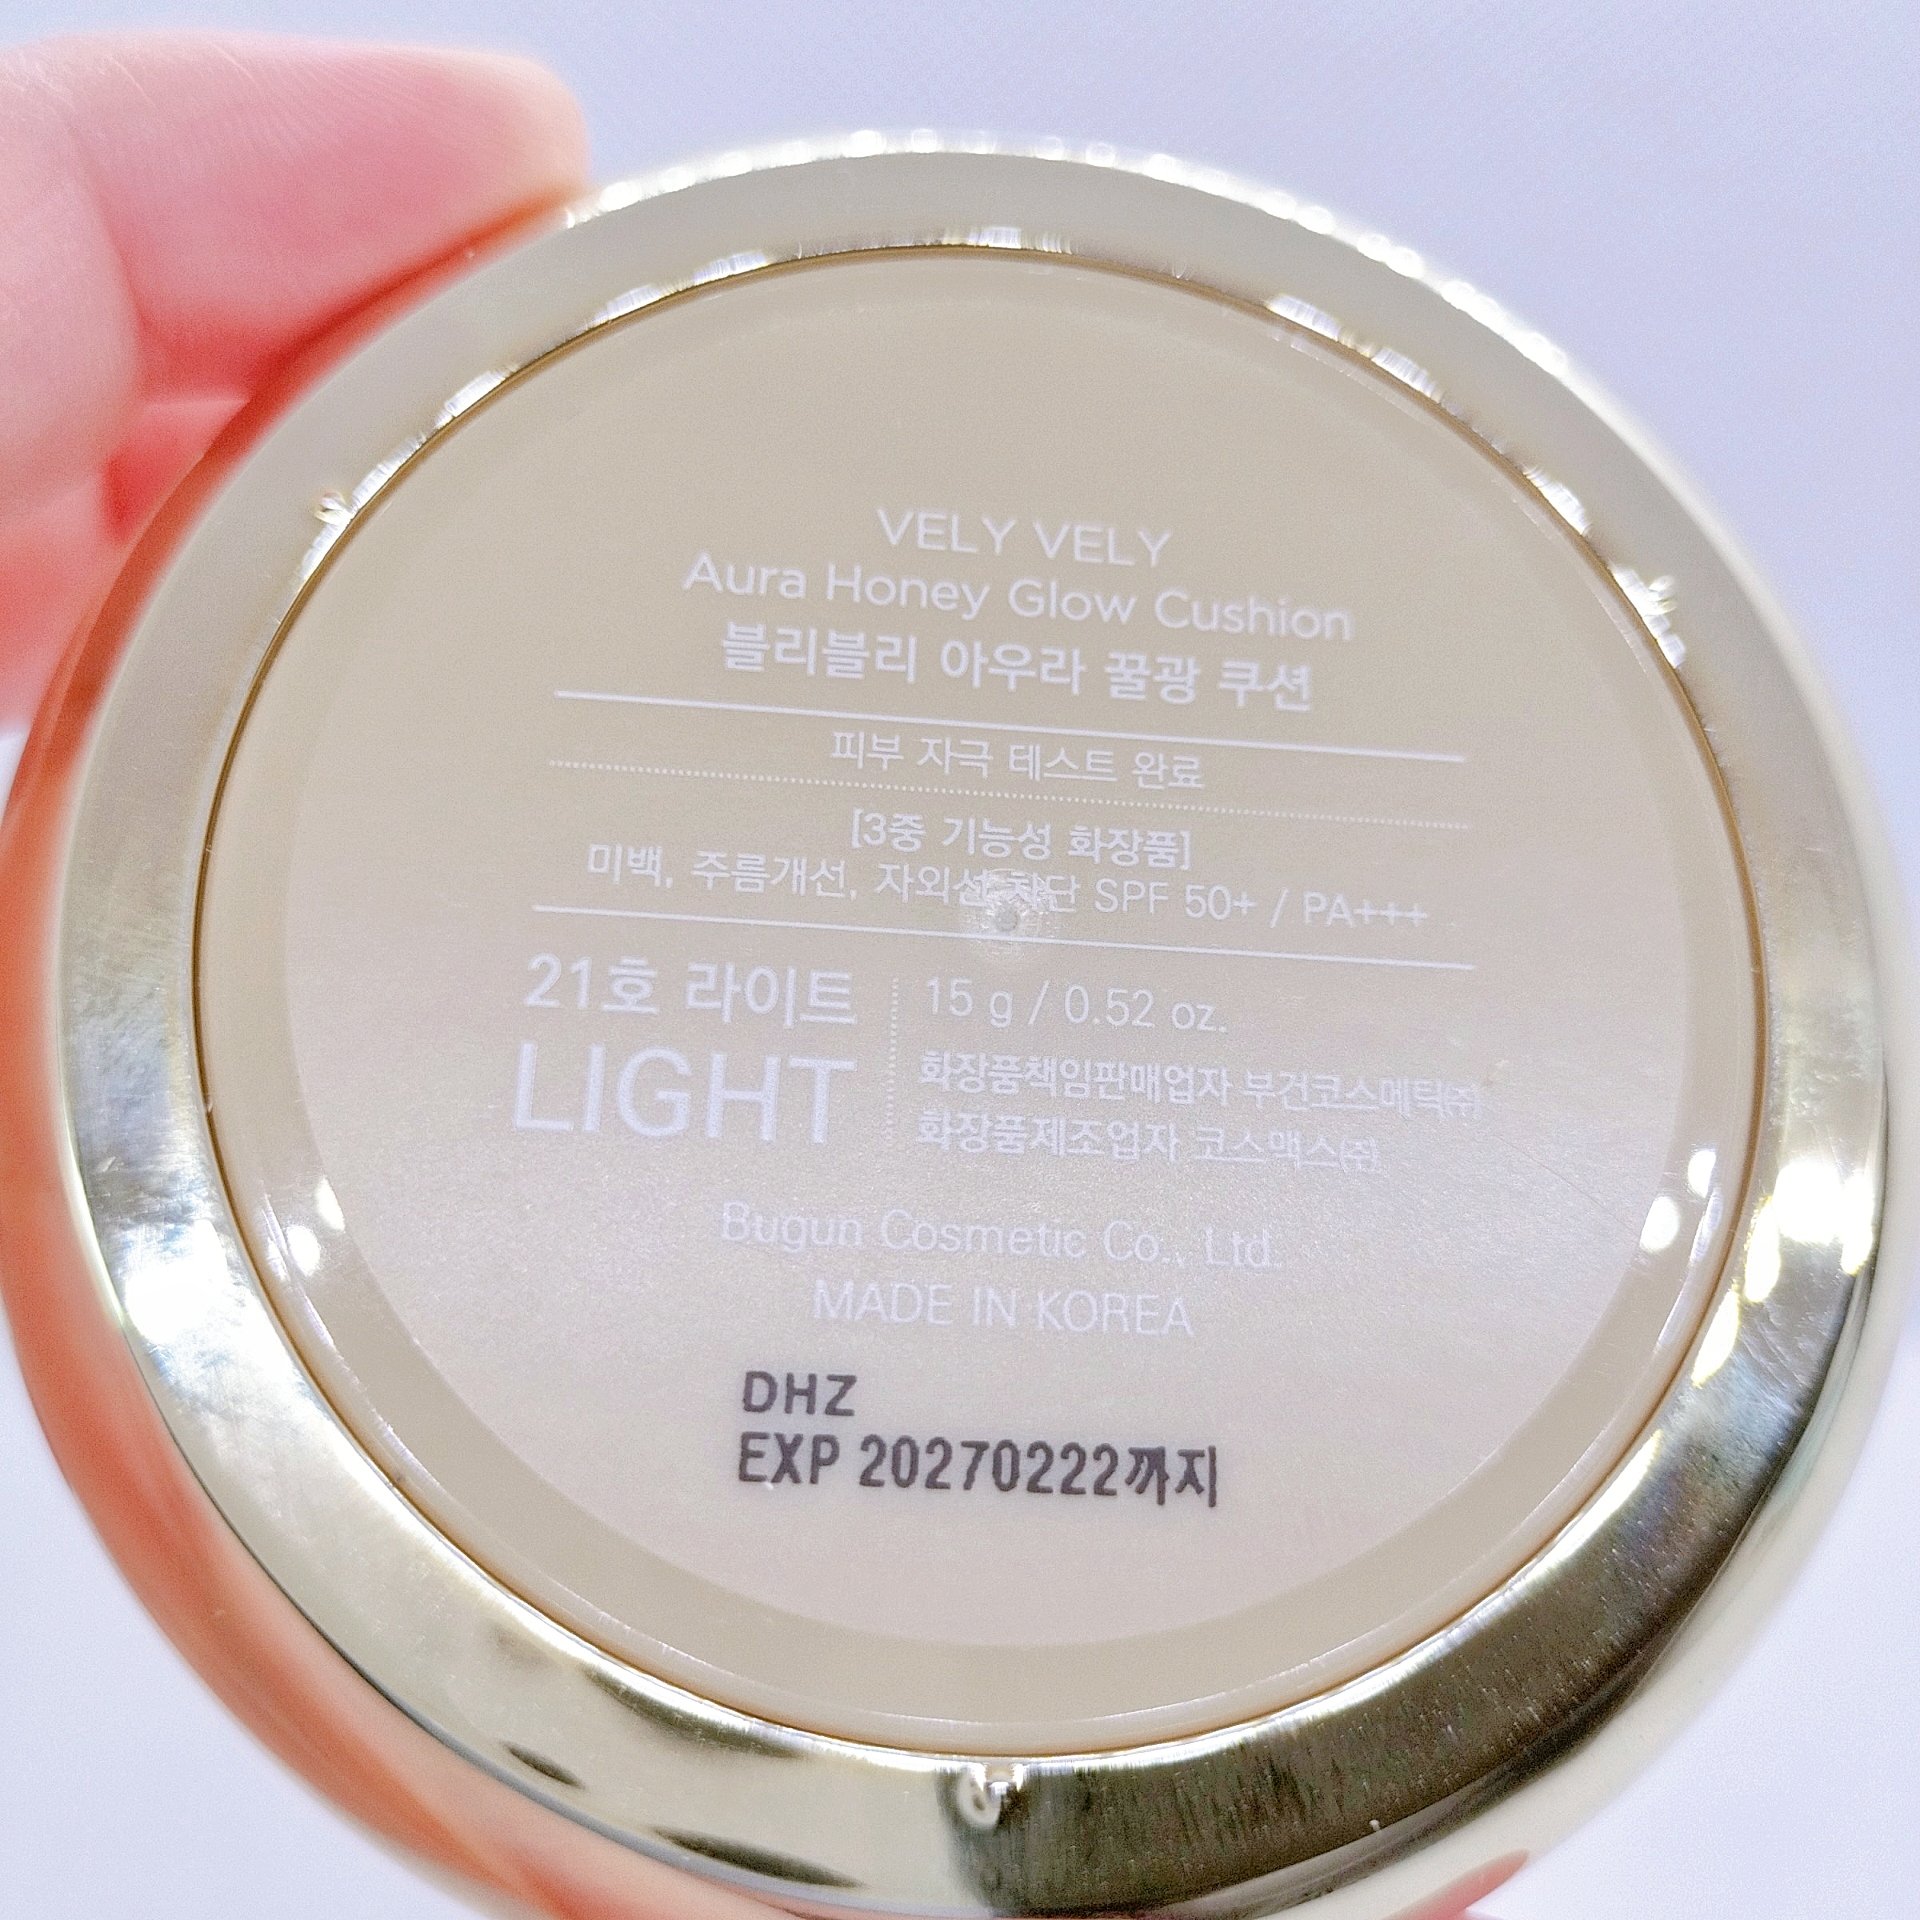 VELY VELY
Aura Honey Glow Cushion
블리블리 아우라 꿀광 쿠션
피부 자극 테스트 완료
[3중 기능성 화장품]
미백, 주름개선, 자외선 차단 SPF 50+ / PA+++
21호 라이트
LIGHT
15 g / 0.52 oz.
화장품책임판매업자 부건코스메틱㈜
화장품제조업자 코스맥스㈜
Bugun Cosmetic Co., Ltd.
MADE IN KOREA
DHZ
EXP 20270222까지